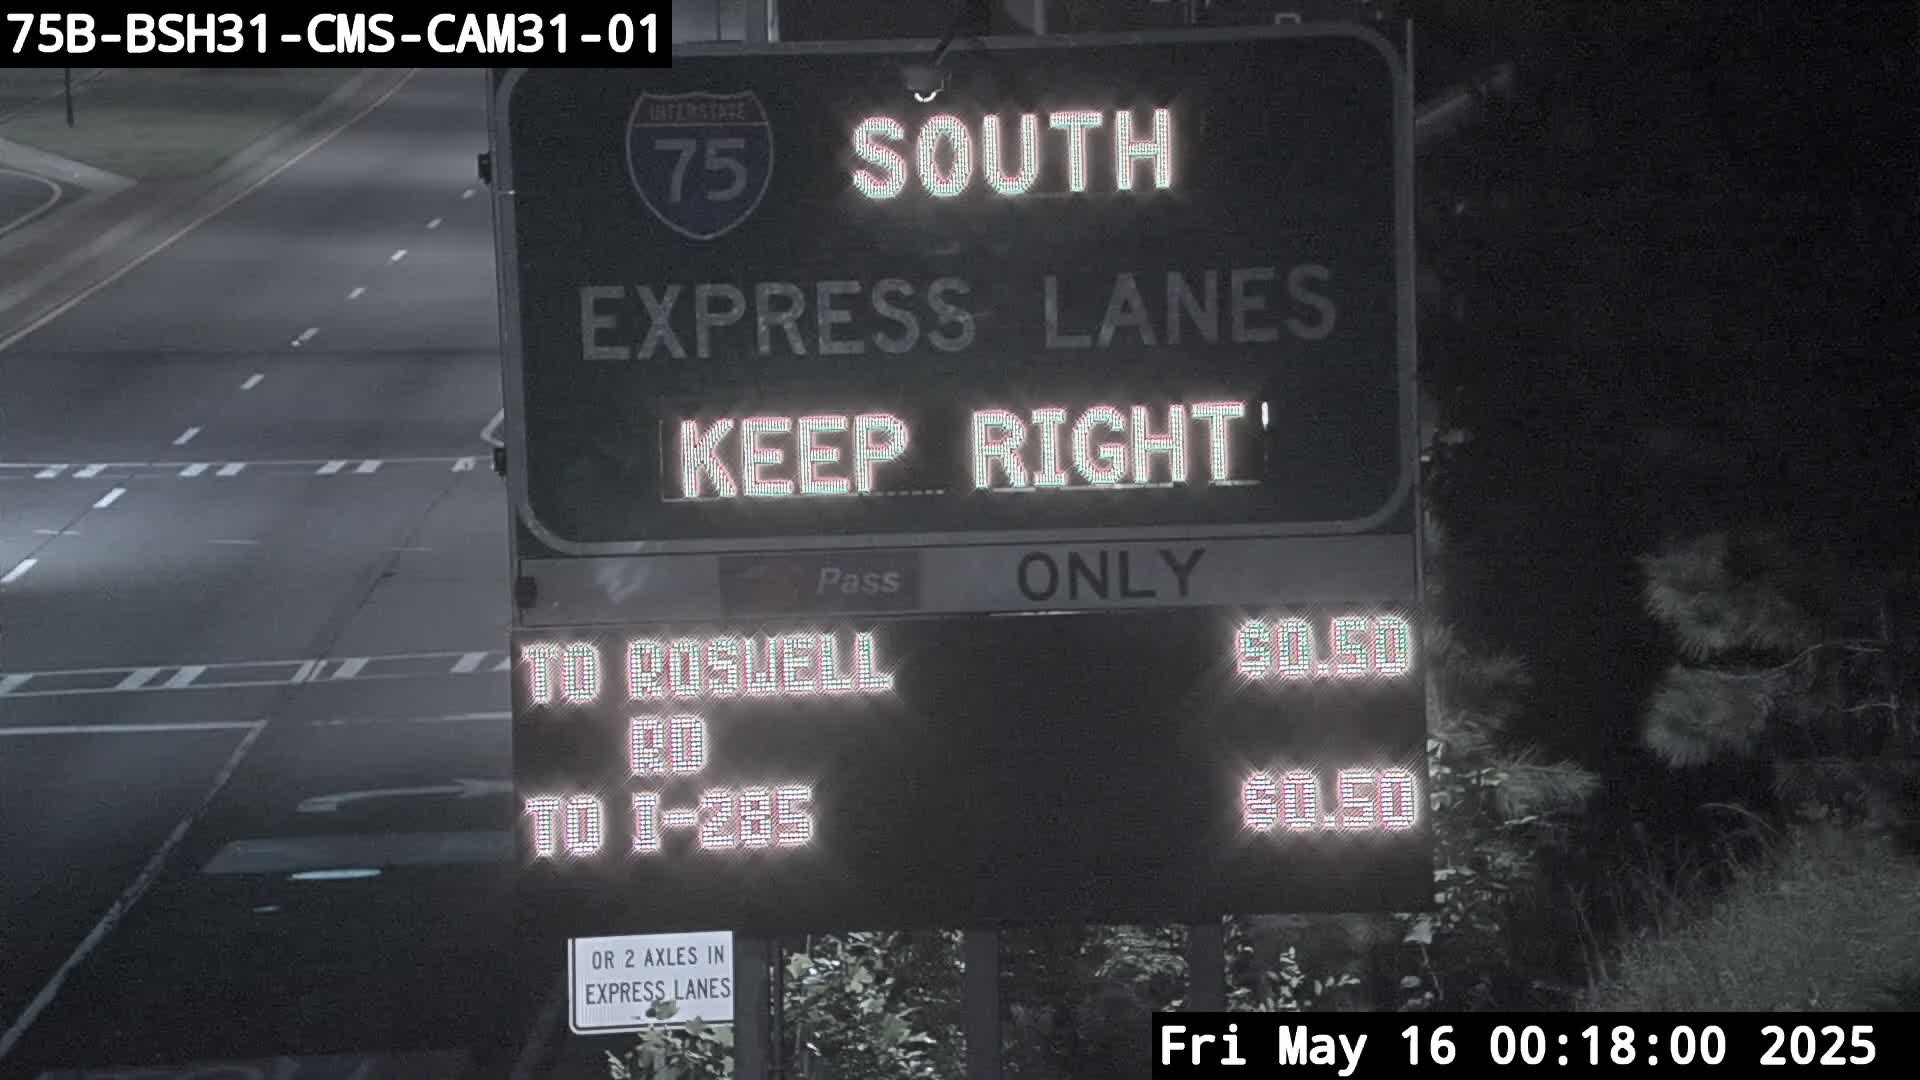 75B-BSH31-CMS-CAM31-01
INTERSTATE
75
SOUTH
EXPRESS LANES
KEEP RIGHT
Pass ONLY
TO ROSWELL $0.50
RD
TO I-285 $0.50
OR 2 AXLES IN
EXPRESS LANES
Fri May 16 00:18:00 2025